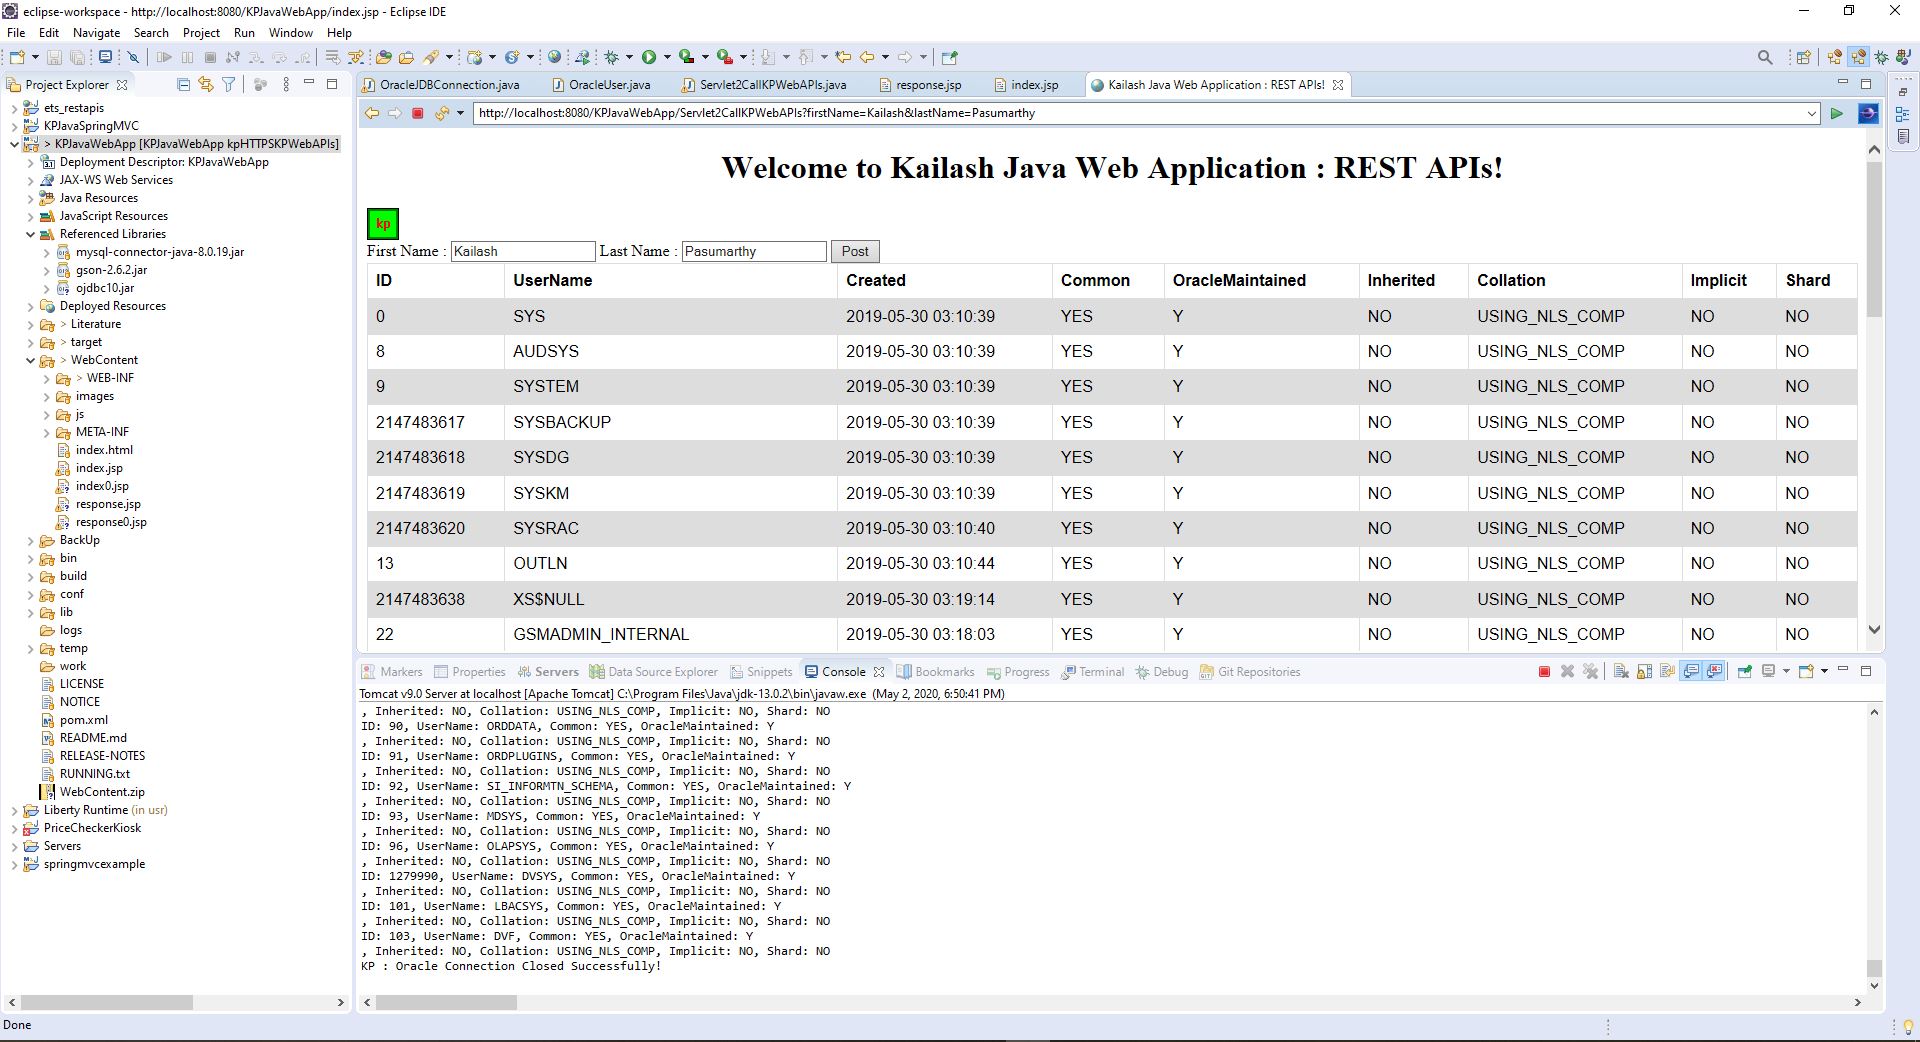 eclipse-workspace - http://localhost:8080/KPJavaWebApp/index.jsp - Eclipse IDE
File Edit Navigate Search Project Run Window Help
Project Explorer
ets_restapis
KPJavaSpringMVC
> KPJavaWebApp [KPJavaWebApp kpHTTPSKPWebAPIs]
Deployment Descriptor: KPJavaWebApp
JAX-WS Web Services
Java Resources
JavaScript Resources
Referenced Libraries
mysql-connector-java-8.0.19.jar
gson-2.6.2.jar
ojdbc10.jar
Deployed Resources
> Literature
> target
> WebContent
> WEB-INF
images
js
META-INF
index.html
index.jsp
index0.jsp
response.jsp
response0.jsp
BackUp
bin
build
conf
lib
logs
temp
work
LICENSE
NOTICE
pom.xml
README.md
RELEASE-NOTES
RUNNING.txt
WebContent.zip
Liberty Runtime (in usr)
PriceCheckerKiosk
Servers
springmvcexample
OracleJDBConnection.java OracleUser.java Servlet2CallKPWebAPIs.java response.jsp index.jsp Kailash Java Web Application : REST APIs!
http://localhost:8080/KPJavaWebApp/Servlet2CallKPWebAPIs?firstName=Kailash&lastName=Pasumarthy
Welcome to Kailash Java Web Application : REST APIs!
kp
First Name : Kailash Last Name : Pasumarthy Post
ID UserName Created Common OracleMaintained Inherited Collation Implicit Shard
0 SYS 2019-05-30 03:10:39 YES Y NO USING_NLS_COMP NO NO
8 AUDSYS 2019-05-30 03:10:39 YES Y NO USING_NLS_COMP NO NO
9 SYSTEM 2019-05-30 03:10:39 YES Y NO USING_NLS_COMP NO NO
2147483617 SYSBACKUP 2019-05-30 03:10:39 YES Y NO USING_NLS_COMP NO NO
2147483618 SYSDG 2019-05-30 03:10:39 YES Y NO USING_NLS_COMP NO NO
2147483619 SYSKM 2019-05-30 03:10:39 YES Y NO USING_NLS_COMP NO NO
2147483620 SYSRAC 2019-05-30 03:10:40 YES Y NO USING_NLS_COMP NO NO
13 OUTLN 2019-05-30 03:10:44 YES Y NO USING_NLS_COMP NO NO
2147483638 XS$NULL 2019-05-30 03:19:14 YES Y NO USING_NLS_COMP NO NO
22 GSMADMIN_INTERNAL 2019-05-30 03:18:03 YES Y NO USING_NLS_COMP NO NO
Markers Properties Servers Data Source Explorer Snippets Console Bookmarks Progress Terminal Debug Git Repositories
Tomcat v9.0 Server at localhost [Apache Tomcat] C:\Program Files\Java\jdk-13.0.2\bin\javaw.exe (May 2, 2020, 6:50:41 PM)
, Inherited: NO, Collation: USING_NLS_COMP, Implicit: NO, Shard: NO
ID: 90, UserName: ORDDATA, Common: YES, OracleMaintained: Y
, Inherited: NO, Collation: USING_NLS_COMP, Implicit: NO, Shard: NO
ID: 91, UserName: ORDPLUGINS, Common: YES, OracleMaintained: Y
, Inherited: NO, Collation: USING_NLS_COMP, Implicit: NO, Shard: NO
ID: 92, UserName: SI_INFORMTN_SCHEMA, Common: YES, OracleMaintained: Y
, Inherited: NO, Collation: USING_NLS_COMP, Implicit: NO, Shard: NO
ID: 93, UserName: MDSYS, Common: YES, OracleMaintained: Y
, Inherited: NO, Collation: USING_NLS_COMP, Implicit: NO, Shard: NO
ID: 96, UserName: OLAPSYS, Common: YES, OracleMaintained: Y
, Inherited: NO, Collation: USING_NLS_COMP, Implicit: NO, Shard: NO
ID: 1279990, UserName: DVSYS, Common: YES, OracleMaintained: Y
, Inherited: NO, Collation: USING_NLS_COMP, Implicit: NO, Shard: NO
ID: 101, UserName: LBACSYS, Common: YES, OracleMaintained: Y
, Inherited: NO, Collation: USING_NLS_COMP, Implicit: NO, Shard: NO
ID: 103, UserName: DVF, Common: YES, OracleMaintained: Y
, Inherited: NO, Collation: USING_NLS_COMP, Implicit: NO, Shard: NO
KP : Oracle Connection Closed Successfully!
Done